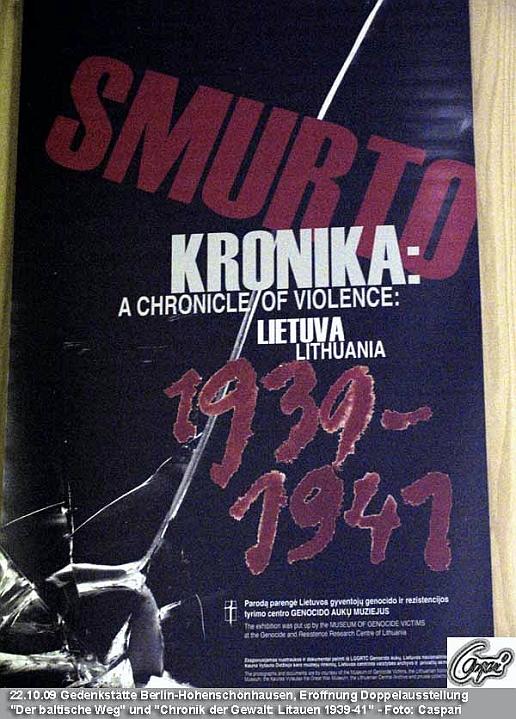 SMURTO
KRONIKA:
A CHRONICLE OF VIOLENCE:
LIETUVA
LITHUANIA
1939-
1941
Parodą parengė Lietuvos gyventojų genocido ir rezistencijos
tyrimo centro GENOCIDO AUKŲ MUZIEJUS
The exhibition was put up by the MUSEUM OF GENOCIDE VICTIMS
at the Genocide and Resistance Research Centre of Lithuania
Caspari
22.10.09 Gedenkstätte Berlin-Hohenschönhausen, Eröffnung Doppelausstellung
"Der baltische Weg" und "Chronik der Gewalt: Litauen 1939-41" - Foto: Caspari